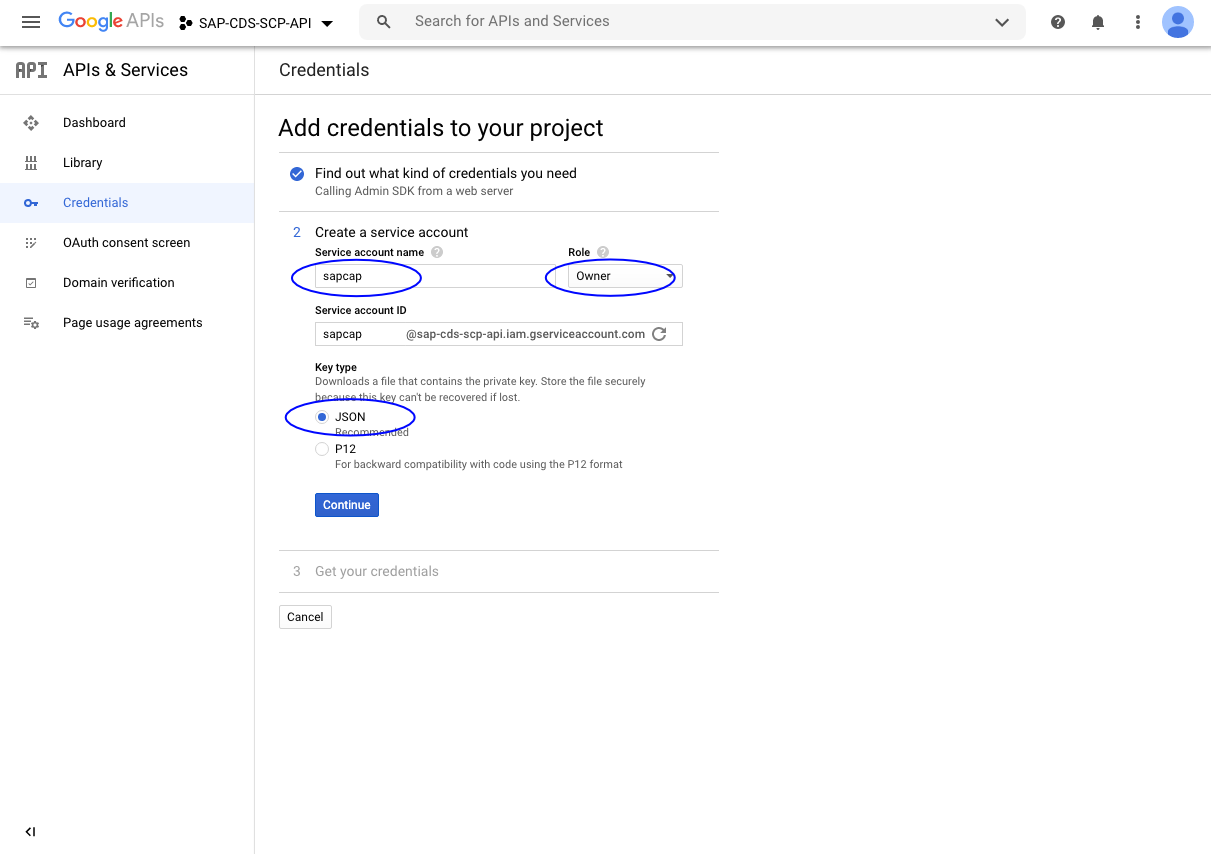 Google APIs
SAP-CDS-SCP-API
Search for APIs and Services
API APIs & Services
Credentials
Dashboard
Library
Credentials
OAuth consent screen
Domain verification
Page usage agreements
Add credentials to your project
Find out what kind of credentials you need
Calling Admin SDK from a web server
2 Create a service account
Service account name ? Role ?
sapcap Owner
Service account ID
sapcap @sap-cds-scp-api.iam.gserviceaccount.com
Key type
Downloads a file that contains the private key. Store the file securely
because this key can't be recovered if lost.
JSON
Recommended
P12
For backward compatibility with code using the P12 format
Continue
3 Get your credentials
Cancel